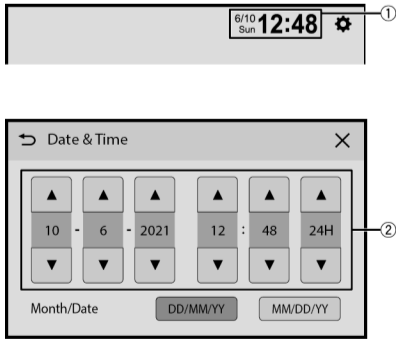 6/10
Sun 12:48
①
Date & Time
▲ ▲ ▲ ▲ ▲ ▲
10 - 6 - 2021 12 : 48 24H
②
▼ ▼ ▼ ▼ ▼ ▼
Month/Date DD/MM/YY MM/DD/YY